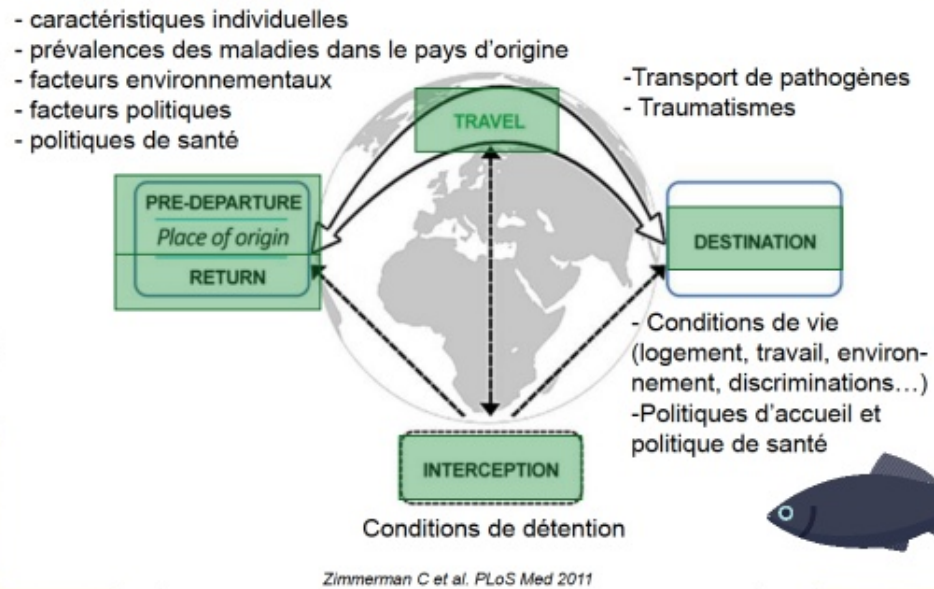 - caractéristiques individuelles
- prévalences des maladies dans le pays d'origine
- facteurs environmentaux
- facteurs politiques
- politiques de santé
-Transport de pathogènes
- Traumatismes
TRAVEL
PRE-DEPARTURE
Place of origin
RETURN
DESTINATION
- Conditions de vie
(logement, travail, environ-
nement, discriminations...)
-Politiques d'accueil et
politique de santé
INTERCEPTION
Conditions de détention
Zimmerman C et al. PLoS Med 2011